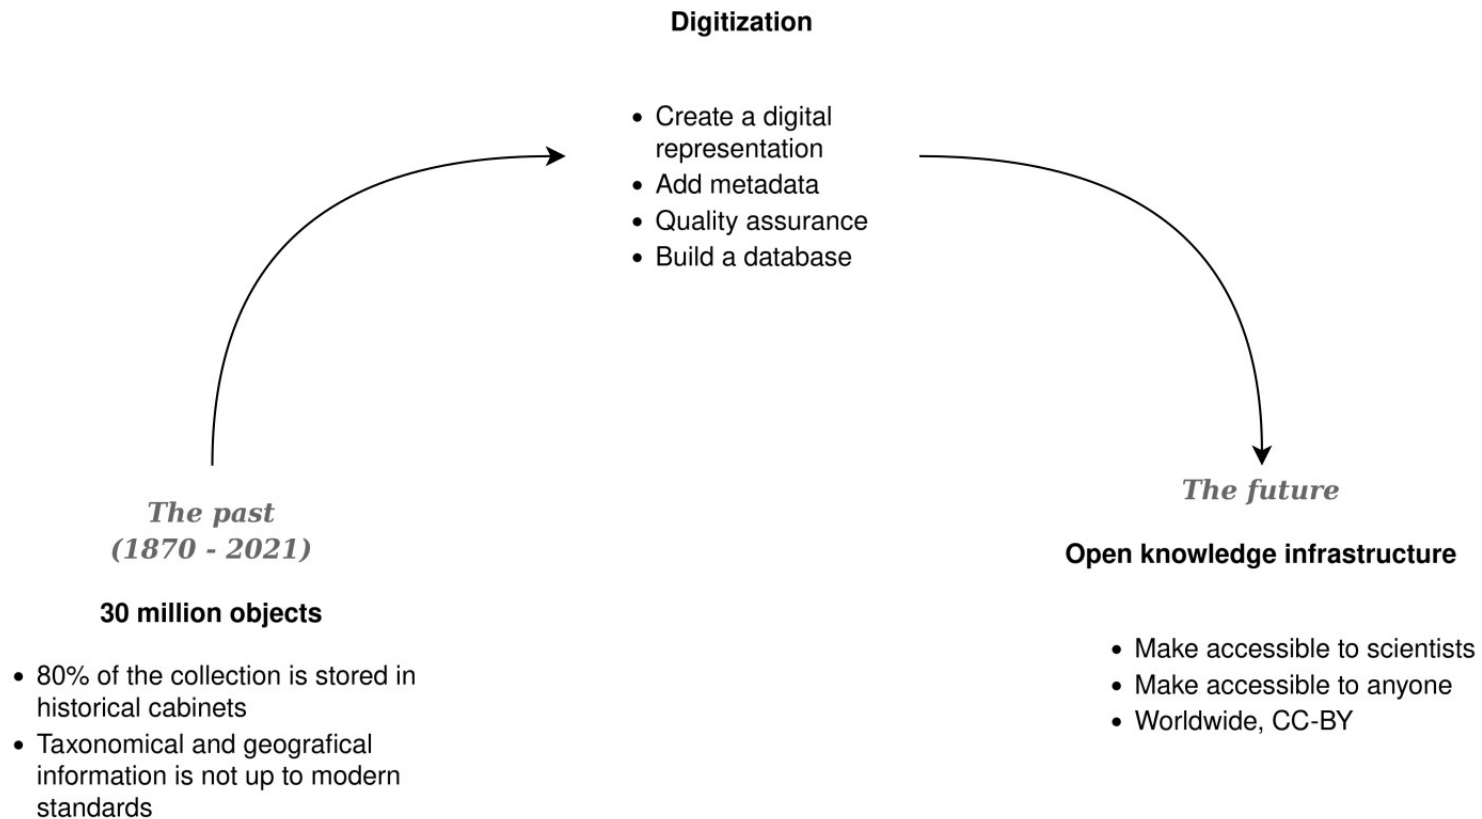 Digitization
• Create a digital
representation
• Add metadata
• Quality assurance
• Build a database
The past
(1870 - 2021)
30 million objects
• 80% of the collection is stored in
historical cabinets
• Taxonomical and geografical
information is not up to modern
standards
The future
Open knowledge infrastructure
• Make accessible to scientists
• Make accessible to anyone
• Worldwide, CC-BY